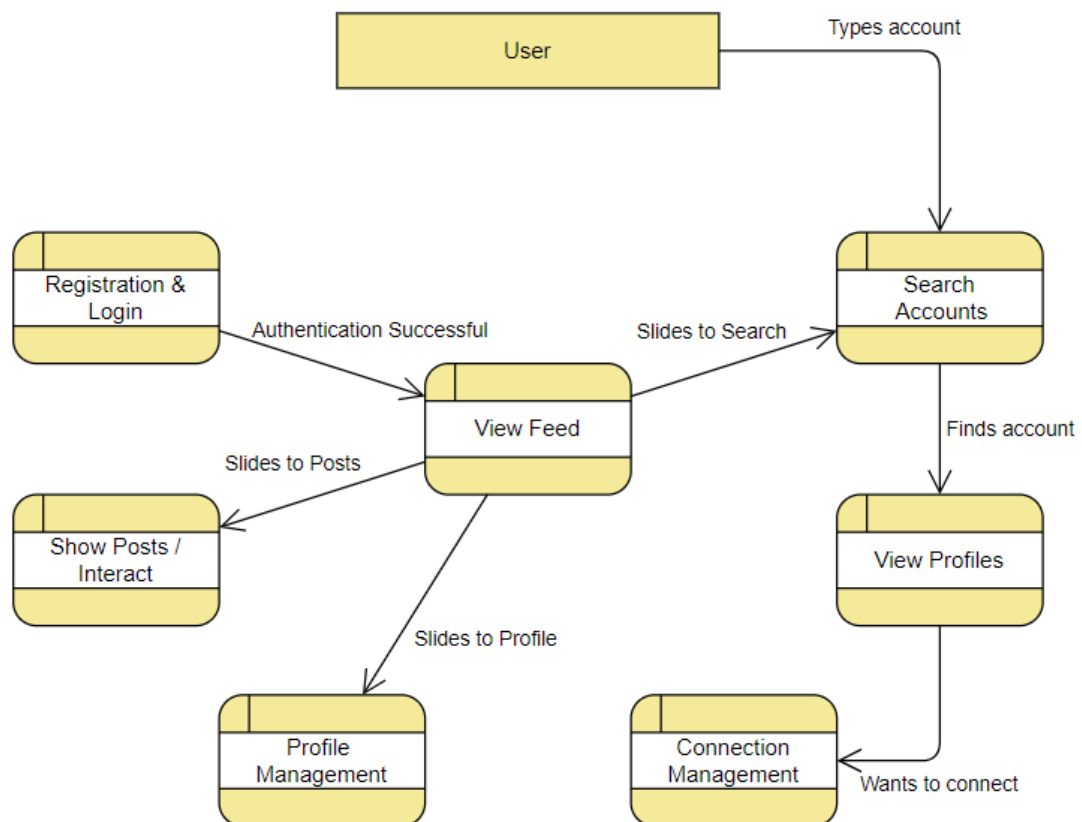 Types account
User
Registration &
Login
Search
Accounts
Authentication Successful
Slides to Search
View Feed
Finds account
Slides to Posts
Show Posts /
Interact
View Profiles
Slides to Profile
Profile
Management
Connection
Management
Wants to connect